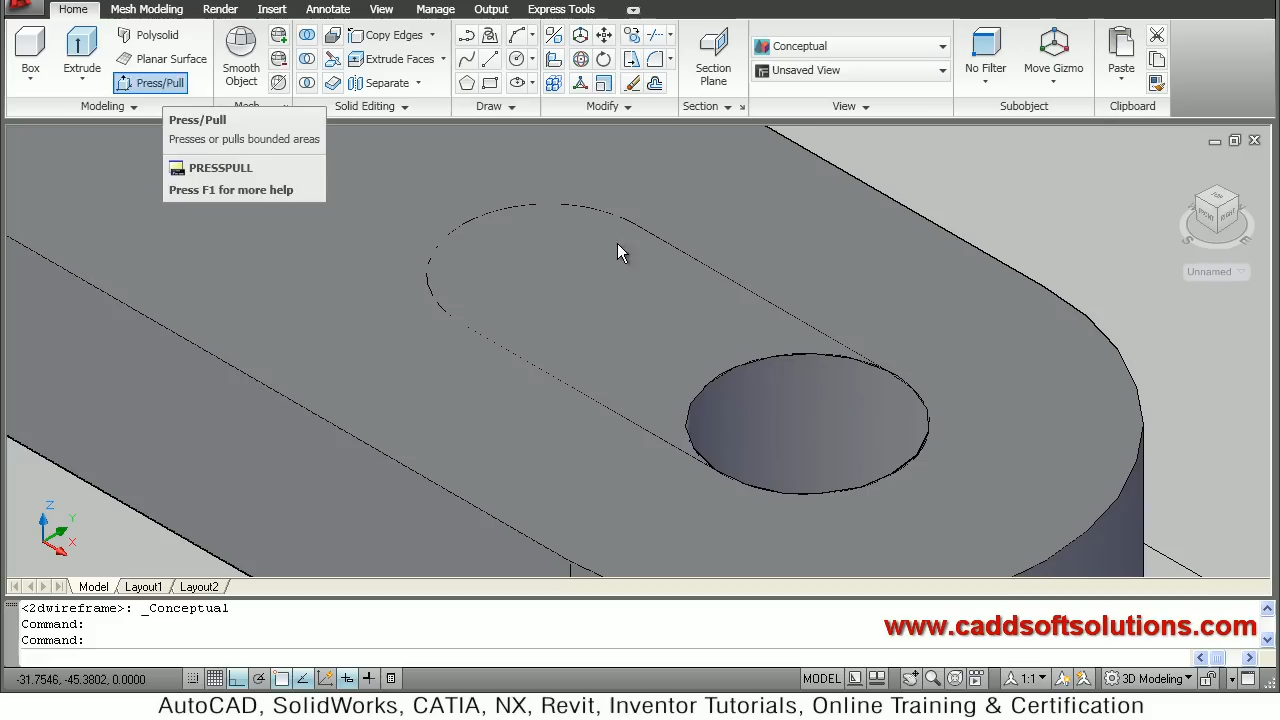 Home Mesh Modeling Render Insert Annotate View Manage Output Express Tools
Box
Extrude
Polysolid
Planar Surface
Press/Pull
Smooth
Object
Copy Edges
Extrude Faces
Separate
Section
Plane
Conceptual
Unsaved View
No Filter
Move Gizmo
Paste
Modeling
Mesh
Solid Editing
Draw
Modify
Section
View
Subobject
Clipboard
Press/Pull
Presses or pulls bounded areas
PRESSPULL
Press F1 for more help
TOP
FRONT
RIGHT
S
E
Unnamed
Z
Y
X
Model Layout1 Layout2
<2dwireframe>: _Conceptual
Command:
Command:
www.caddsoftsolutions.com
-31.7546, -45.3802, 0.0000
MODEL
1:1
3D Modeling
AutoCAD, SolidWorks, CATIA, NX, Revit, Inventor Tutorials, Online Training & Certification